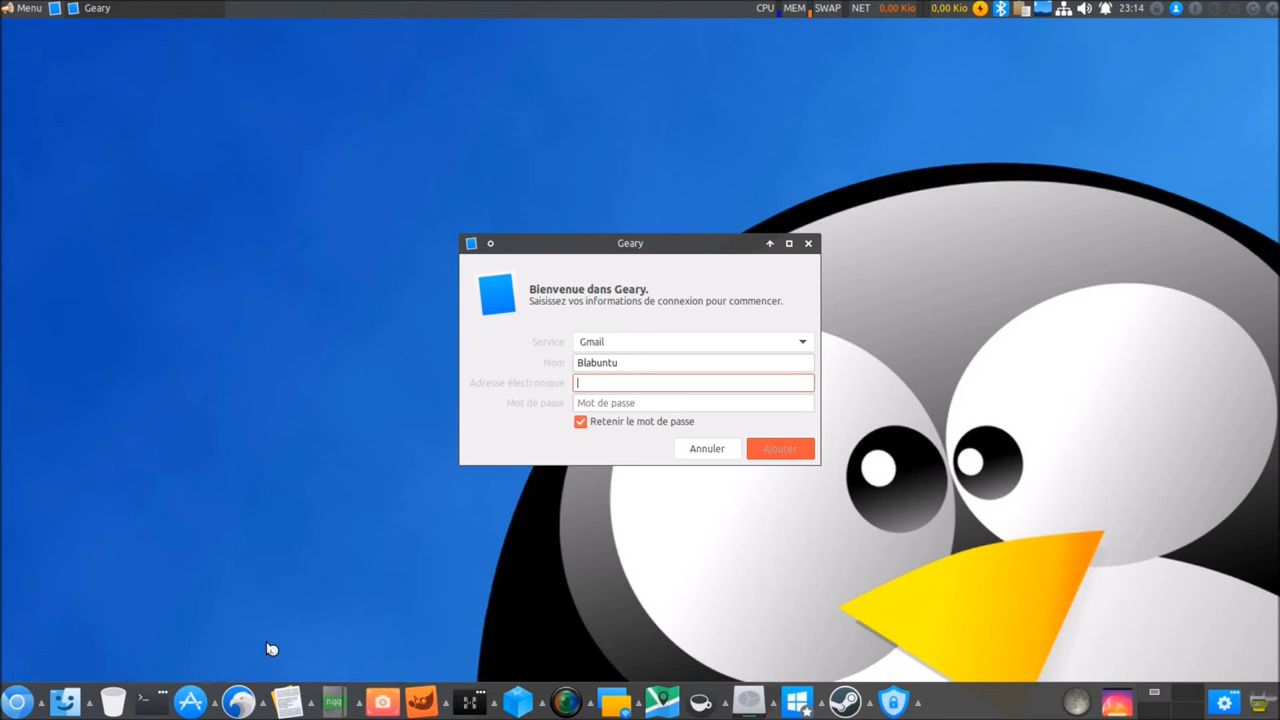 Menu Geary CPU MEM SWAP NET 0,00 Kio 0,00 Kio 23:14
Geary
Bienvenue dans Geary.
Saisissez vos informations de connexion pour commencer.
Service Gmail
Nom Blabuntu
Adresse électronique
Mot de passe Mot de passe
Retenir le mot de passe
Annuler Ajouter
nqq